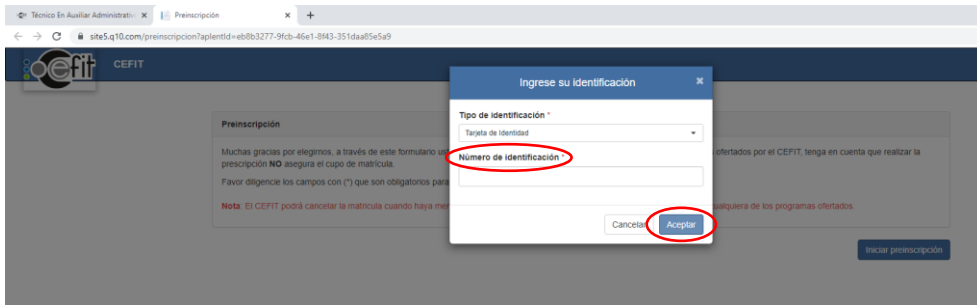 Técnico En Auxiliar Administrativ
Preinscripción
site5.q10.com/preinscripcion?aplentId=eb8b3277-9fcb-46e1-8f43-351daa85e5a9
cefit
CEFIT
Ingrese su identificación
Tipo de identificación *
Tarjeta de Identidad
Número de identificación *
Cancelar
Aceptar
Preinscripción
Muchas gracias por elegirnos, a través de este formulario ofertados por el CEFIT, tenga en cuenta que realizar la
prescripción NO asegura el cupo de matrícula.
Favor diligencie los campos con (*) que son obligatorios para
Nota: El CEFIT podrá cancelar la matricula cuando haya cualquiera de los programas ofertados.
Iniciar preinscripción